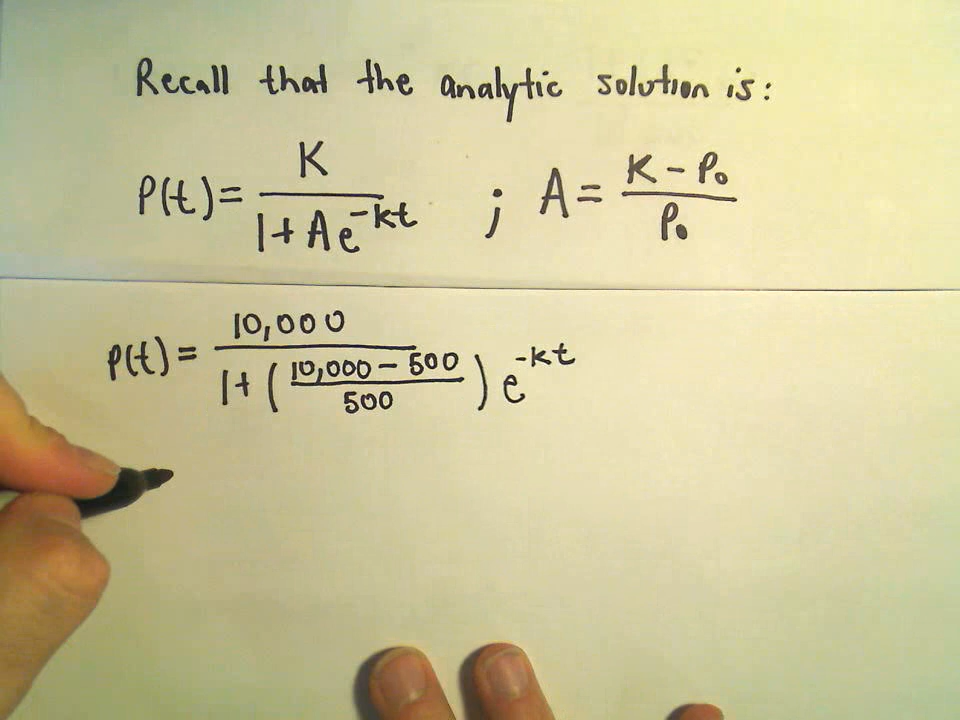 Recall that the analytic solution is:
P(t) = K / (1 + Ae^-kt) ; A = (K - P₀) / P₀
P(t) = 10,000 / (1 + ((10,000 - 500) / 500) e^-kt)